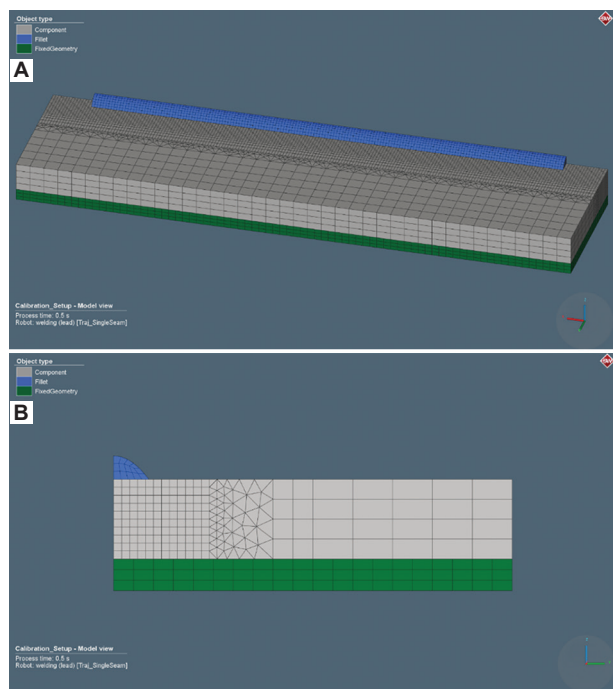 Object type
Component
Fillet
FixedGeometry
A
Calibration_Setup - Model view
Process time: 0.5 s
Robot: welding (lead) [Traj_SingleSeam]
Object type
Component
Fillet
FixedGeometry
B
Calibration_Setup - Model view
Process time: 0.5 s
Robot: welding (lead) [Traj_SingleSeam]